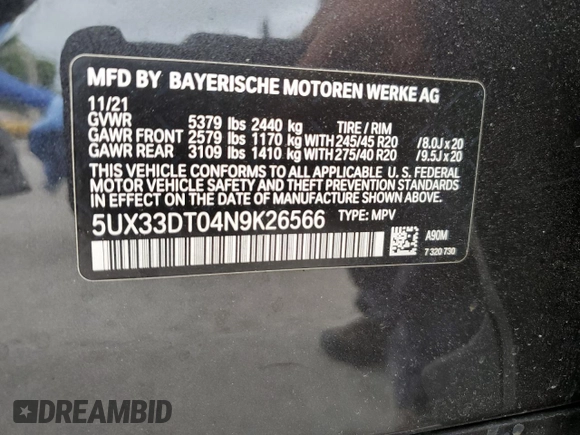 MFD BY BAYERISCHE MOTOREN WERKE AG
11/21
GVWR 5379 lbs 2440 kg TIRE / RIM
GAWR FRONT 2579 lbs 1170 kg WITH 245/45 R20 /8.0J x 20
GAWR REAR 3109 lbs 1410 kg WITH 275/40 R20 /9.5J x 20
THIS VEHICLE CONFORMS TO ALL APPLICABLE U. S. FEDERAL
MOTOR VEHICLE SAFETY AND THEFT PREVENTION STANDARDS
IN EFFECT ON THE DATE OF MANUFACTURE SHOWN ABOVE.
5UX33DT04N9K26566 TYPE: MPV
A90M
7 320 730
DREAMBID